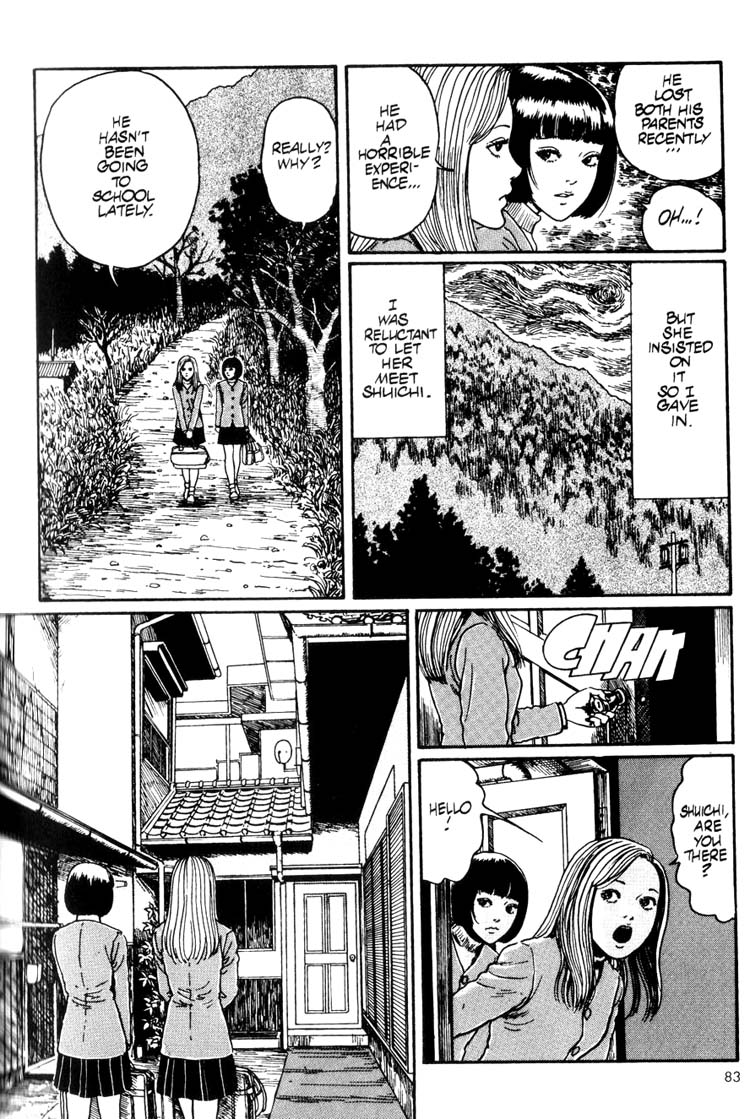 HE
HASN'T
BEEN
GOING
TO
SCHOOL
LATELY.
REALLY?
WHY?
HE
HAD
A
HORRIBLE
EXPERI-
ENCE...
HE
LOST
BOTH HIS
PARENTS
RECENTLY
...
OH...!
I
WAS
RELUCTANT
TO LET
HER
MEET
SHUICHI.
BUT
SHE
INSISTED
ON
IT
SO I
GAVE
IN.
CHAK
HELLO
!
SHUICHI,
ARE
YOU
THERE?
83